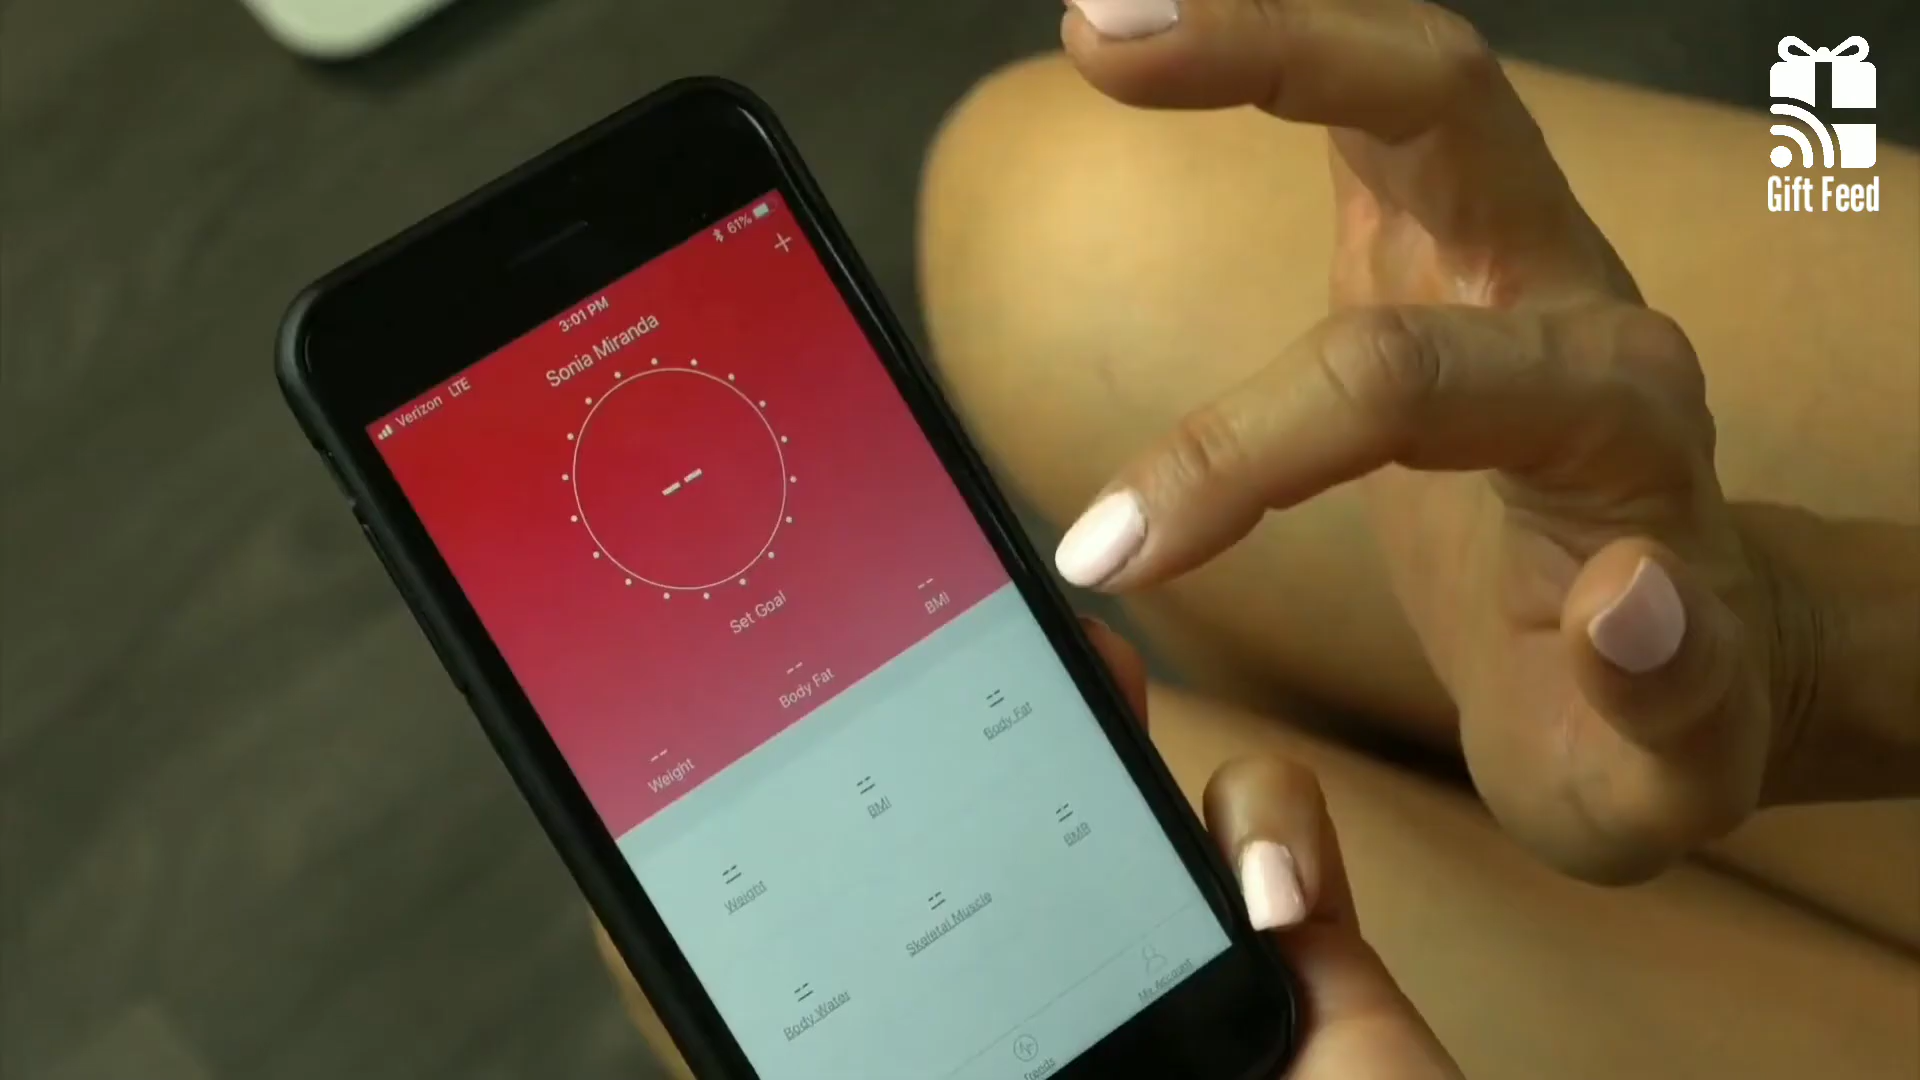 Gift Feed
Verizon LTE
3:01 PM
61%
Sonia Miranda
+
--
Set Goal
--
Weight
--
Body Fat
--
BMI
--
Weight
--
BMI
--
Body Fat
--
Body Water
--
Skeletal Muscle
--
BMR
Trends
My Account